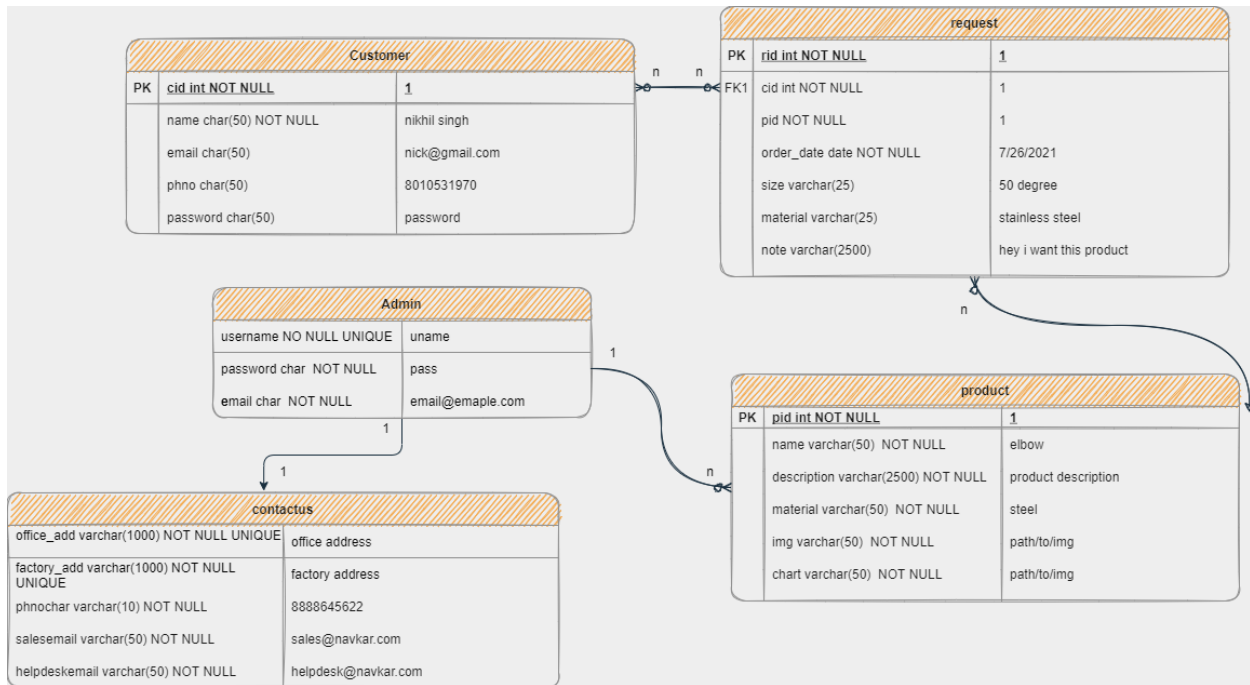 Customer
PK cid int NOT NULL 1
name char(50) NOT NULL nikhil singh
email char(50) nick@gmail.com
phno char(50) 8010531970
password char(50) password
n n
request
PK rid int NOT NULL 1
FK1 cid int NOT NULL 1
pid NOT NULL 1
order_date date NOT NULL 7/26/2021
size varchar(25) 50 degree
material varchar(25) stainless steel
note varchar(2500) hey i want this product
n
Admin
username NO NULL UNIQUE uname
password char NOT NULL pass
email char NOT NULL email@emaple.com
1
n
1
1
product
PK pid int NOT NULL 1
name varchar(50) NOT NULL elbow
description varchar(2500) NOT NULL product description
material varchar(50) NOT NULL steel
img varchar(50) NOT NULL path/to/img
chart varchar(50) NOT NULL path/to/img
contactus
office_add varchar(1000) NOT NULL UNIQUE office address
factory_add varchar(1000) NOT NULL
UNIQUE factory address
phnochar varchar(10) NOT NULL 8888645622
salesemail varchar(50) NOT NULL sales@navkar.com
helpdeskemail varchar(50) NOT NULL helpdesk@navkar.com